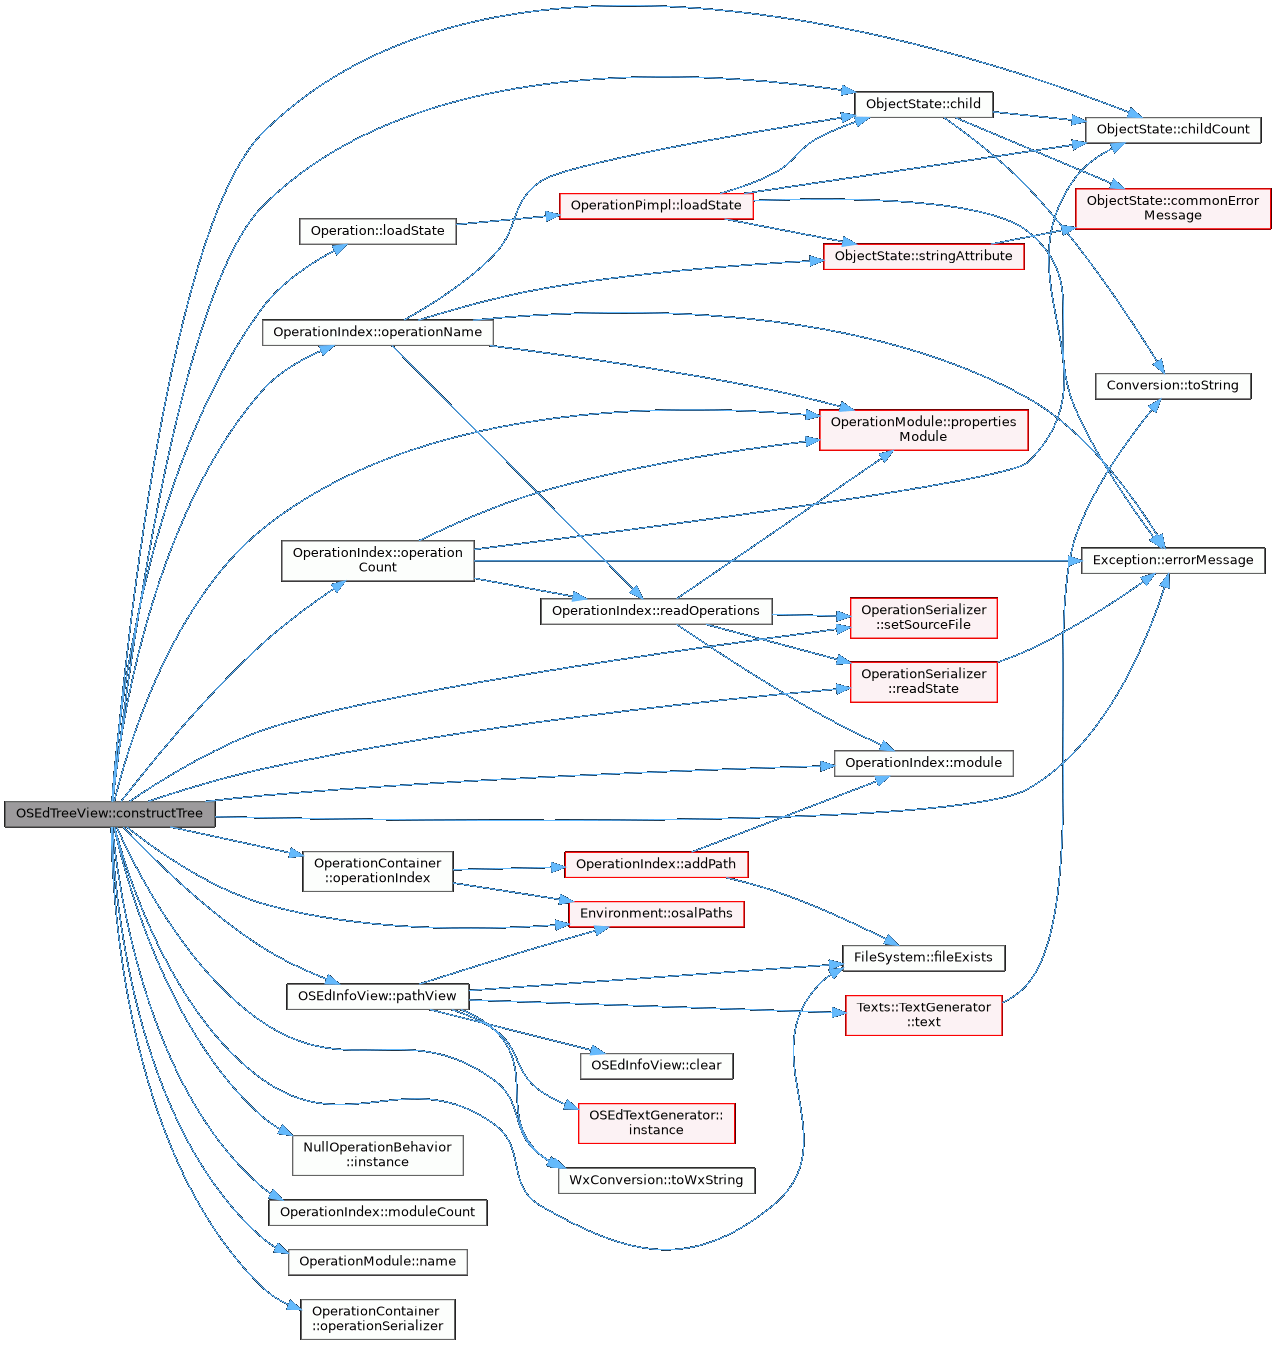 ObjectState::child
ObjectState::childCount
OperationPimpl::loadState
ObjectState::commonError
Message
Operation::loadState
ObjectState::stringAttribute
OperationIndex::operationName
Conversion::toString
OperationModule::properties
Module
OperationIndex::operation
Count
Exception::errorMessage
OperationIndex::readOperations
OperationSerializer
::setSourceFile
OperationSerializer
::readState
OperationIndex::module
OSEdTreeView::constructTree
OperationContainer
::operationIndex
OperationIndex::addPath
Environment::osalPaths
FileSystem::fileExists
OSEdInfoView::pathView
Texts::TextGenerator
::text
OSEdInfoView::clear
OSEdTextGenerator::
instance
NullOperationBehavior
::instance
WxConversion::toWxString
OperationIndex::moduleCount
OperationModule::name
OperationContainer
::operationSerializer